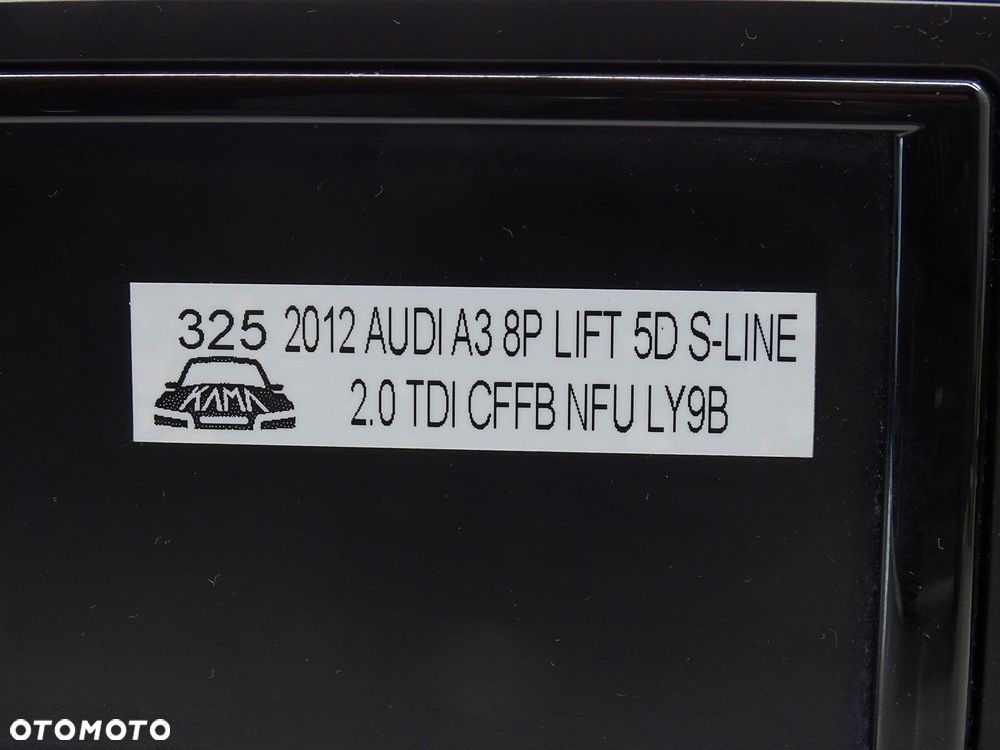 325 2012 AUDI A3 8P LIFT 5D S-LINE
KAMA 2.0 TDI CFFB NFU LY9B
OTOMOTO